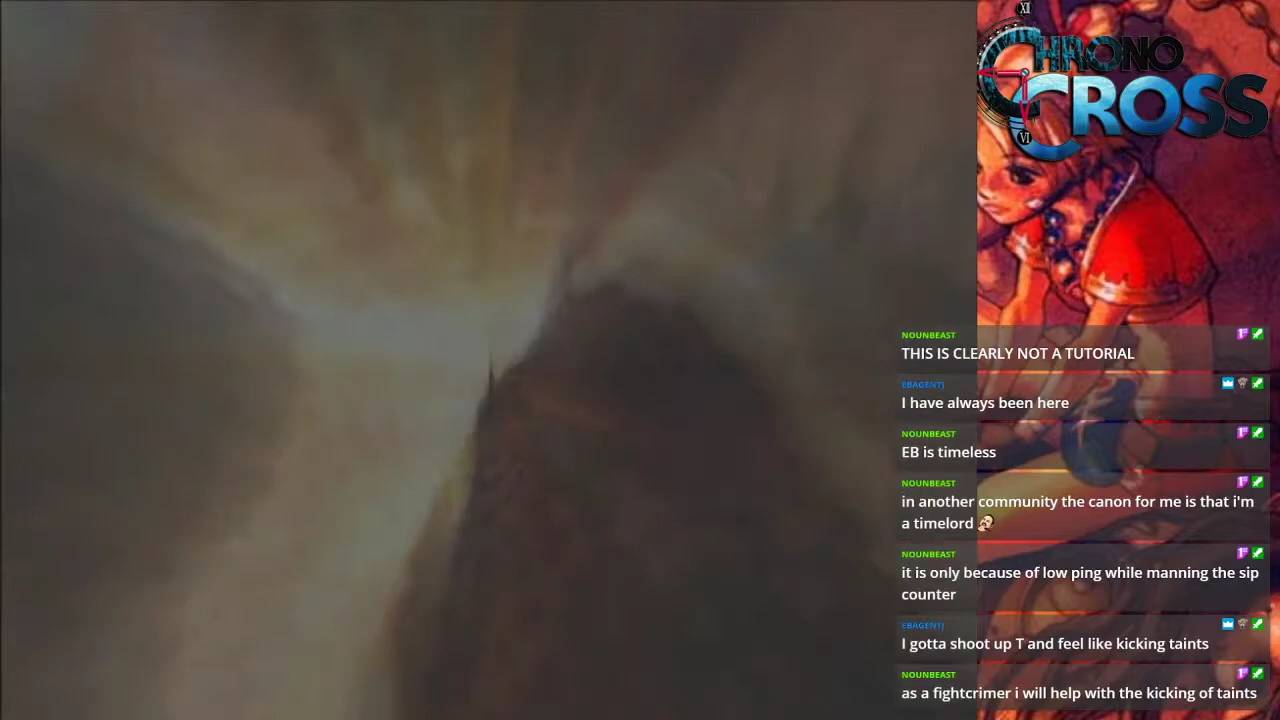 XII
CHRONO
CROSS
VI
NOUNBEAST
THIS IS CLEARLY NOT A TUTORIAL
EBAGENTJ
I have always been here
NOUNBEAST
EB is timeless
NOUNBEAST
in another community the canon for me is that i'm
a timelord
NOUNBEAST
it is only because of low ping while manning the sip
counter
EBAGENTJ
I gotta shoot up T and feel like kicking taints
NOUNBEAST
as a fightcrimer i will help with the kicking of taints